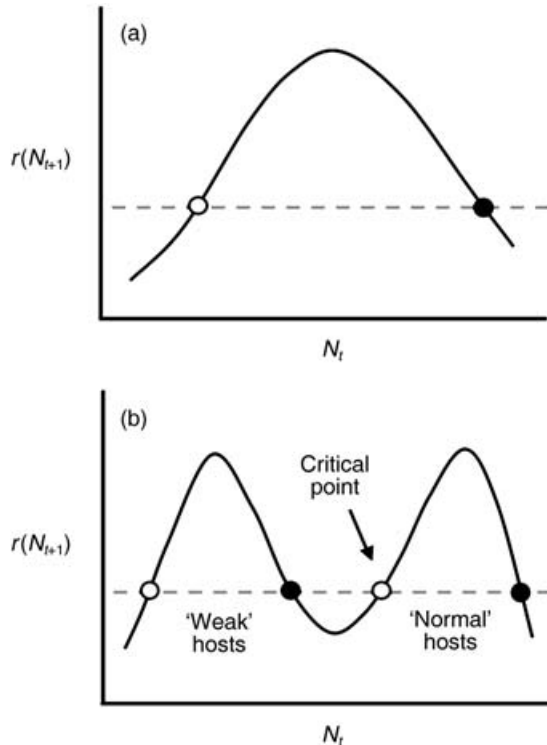 (a)
r(Nt+1)
Nt
(b)
Critical
point
r(Nt+1)
'Weak'
hosts
'Normal'
hosts
Nt